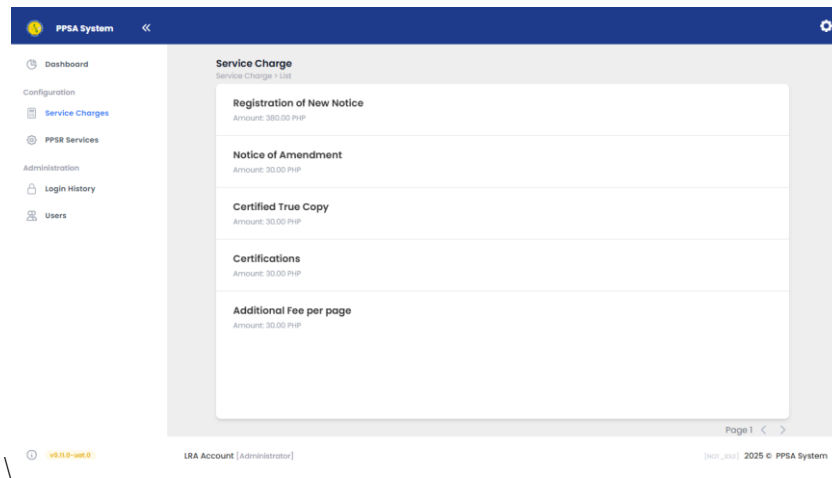 PPSA System
Dashboard
Configuration
Service Charges
PPSR Services
Administration
Login History
Users
Service Charge
Service Charge > List
Registration of New Notice
Amount: 380.00 PHP
Notice of Amendment
Amount: 30.00 PHP
Certified True Copy
Amount: 30.00 PHP
Certifications
Amount: 30.00 PHP
Additional Fee per page
Amount: 30.00 PHP
Page 1
v0.11.0-uat.0
LRA Account [Administrator]
2025 © PPSA System
\